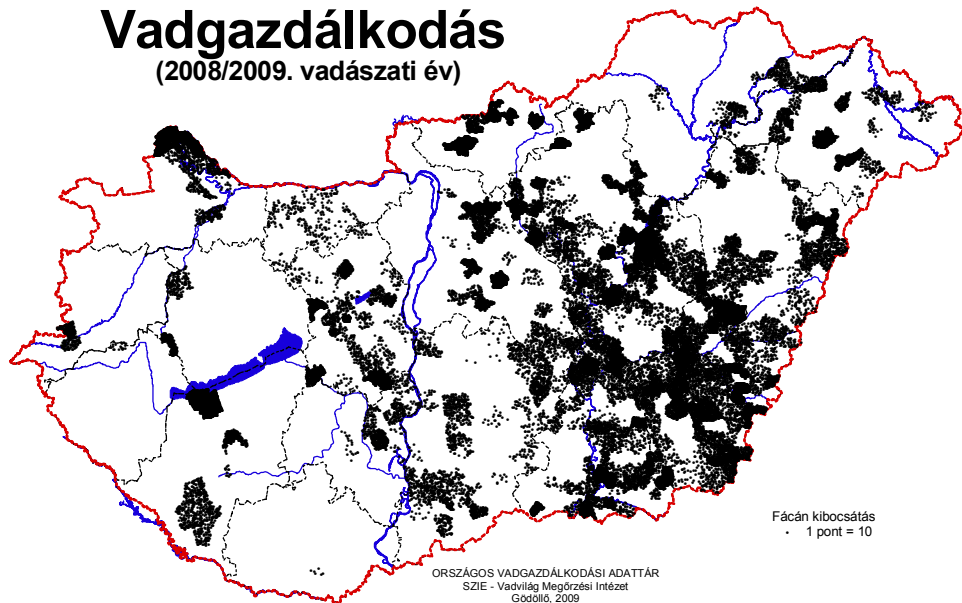 Vadgazdálkodás
(2008/2009. vadászati év)
Fácán kibocsátás
· 1 pont = 10
ORSZÁGOS VADGAZDÁLKODÁSI ADATTÁR
SZIE - Vadvilág Megőrzési Intézet
Gödöllő, 2009